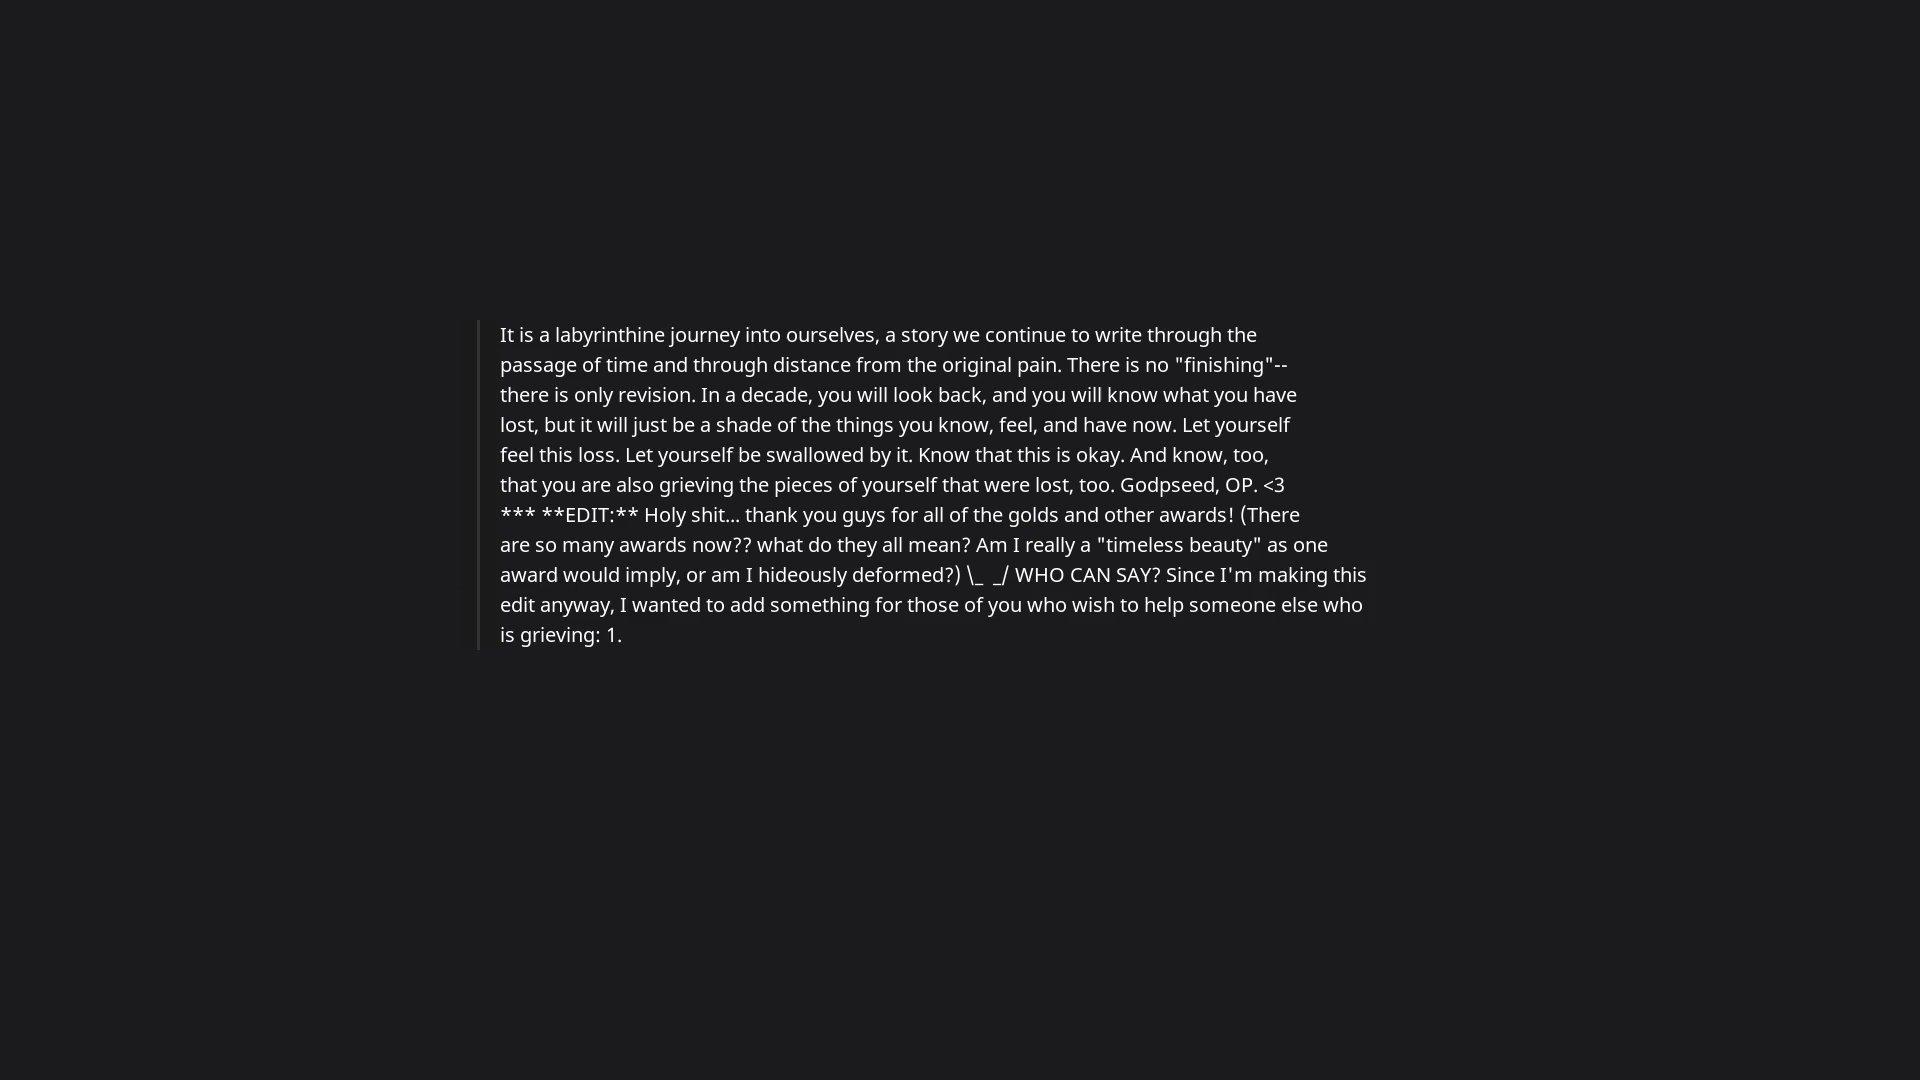 It is a labyrinthine journey into ourselves, a story we continue to write through the
passage of time and through distance from the original pain. There is no "finishing"--
there is only revision. In a decade, you will look back, and you will know what you have
lost, but it will just be a shade of the things you know, feel, and have now. Let yourself
feel this loss. Let yourself be swallowed by it. Know that this is okay. And know, too,
that you are also grieving the pieces of yourself that were lost, too. Godpseed, OP. <3
*** **EDIT:** Holy shit... thank you guys for all of the golds and other awards! (There
are so many awards now?? what do they all mean? Am I really a "timeless beauty" as one
award would imply, or am I hideously deformed?) \_  _/ WHO CAN SAY? Since I'm making this
edit anyway, I wanted to add something for those of you who wish to help someone else who
is grieving: 1.